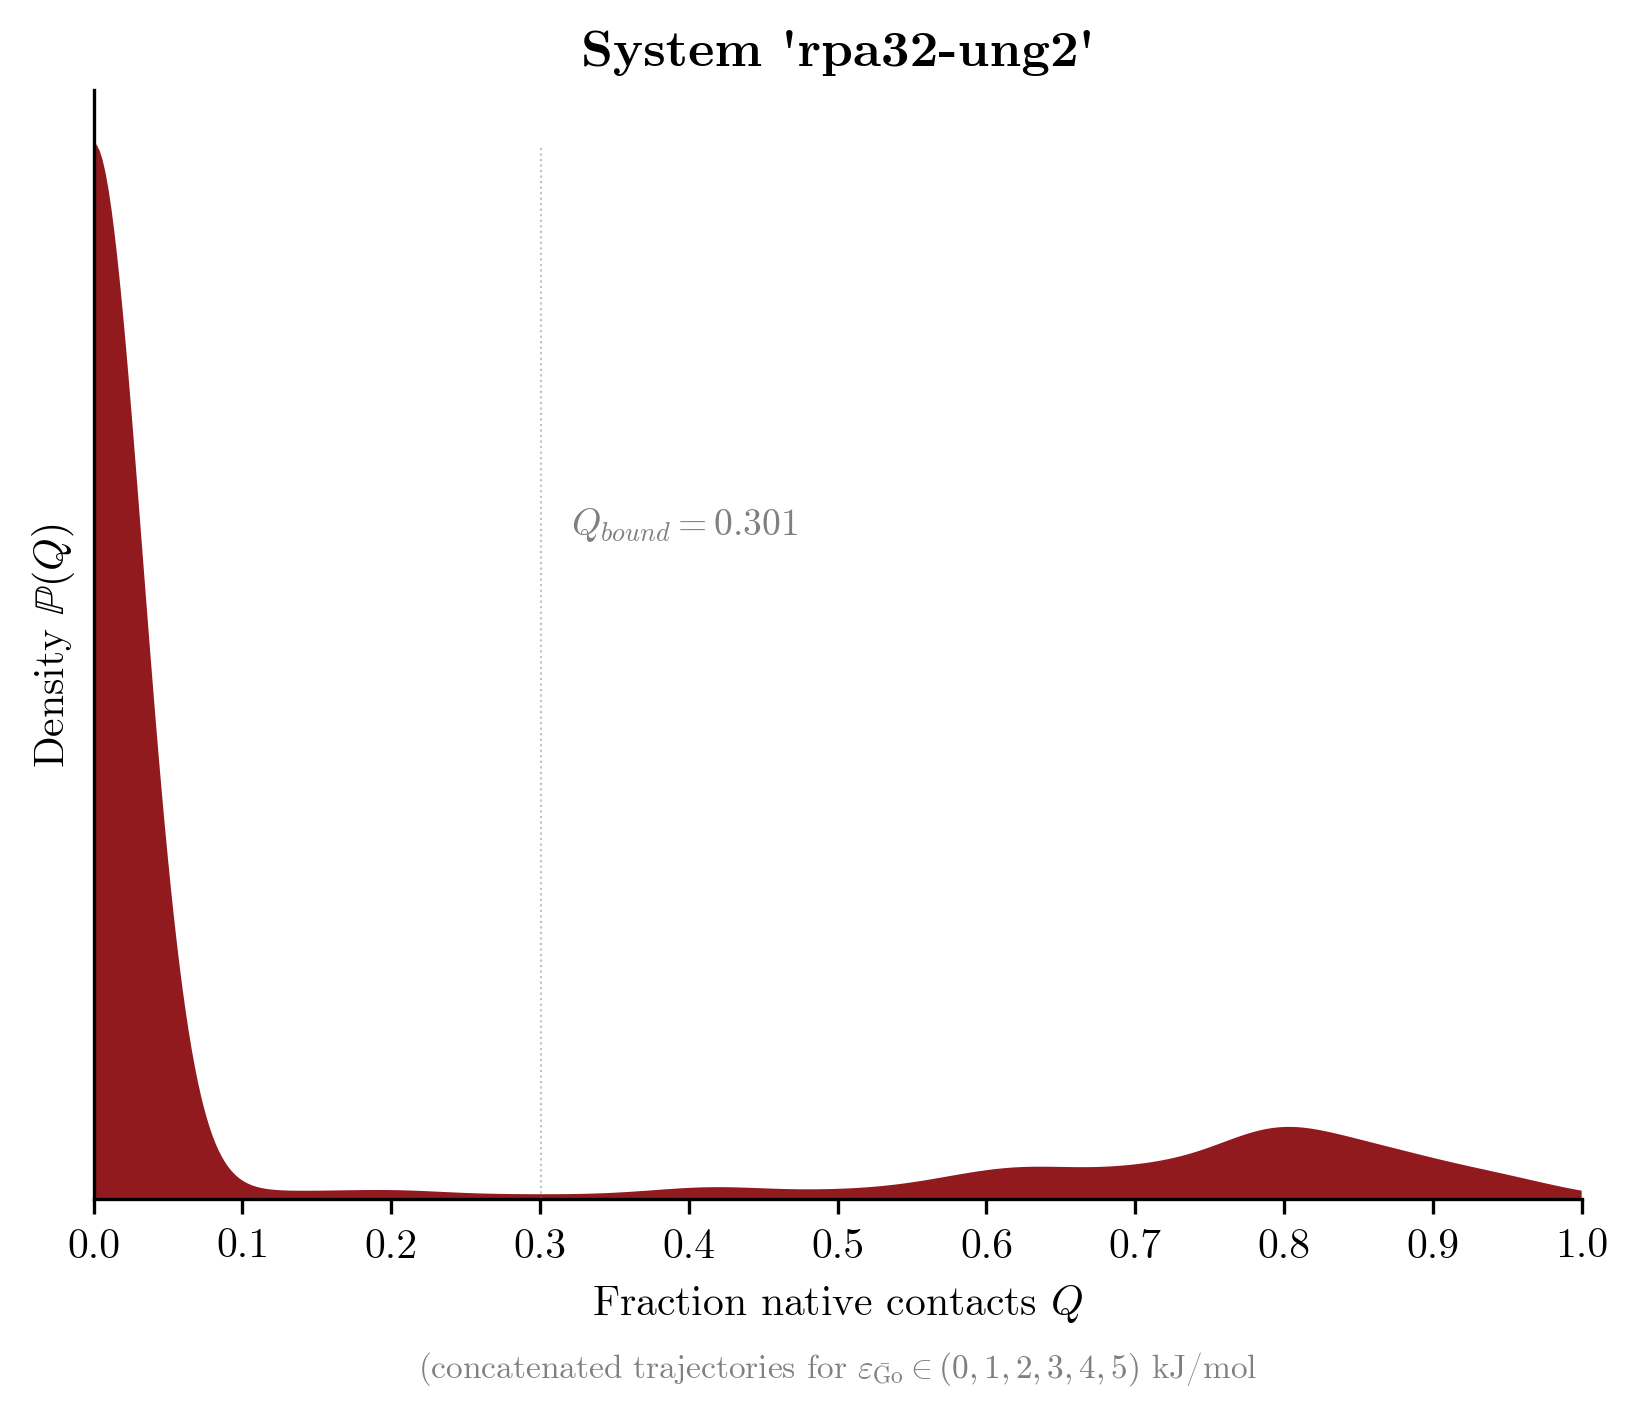 System 'rpa32-ung2'
Density ℙ(Q)
Q_bound = 0.301
0.0 0.1 0.2 0.3 0.4 0.5 0.6 0.7 0.8 0.9 1.0
Fraction native contacts Q
(concatenated trajectories for ε_Ḡo ∈ (0, 1, 2, 3, 4, 5) kJ/mol